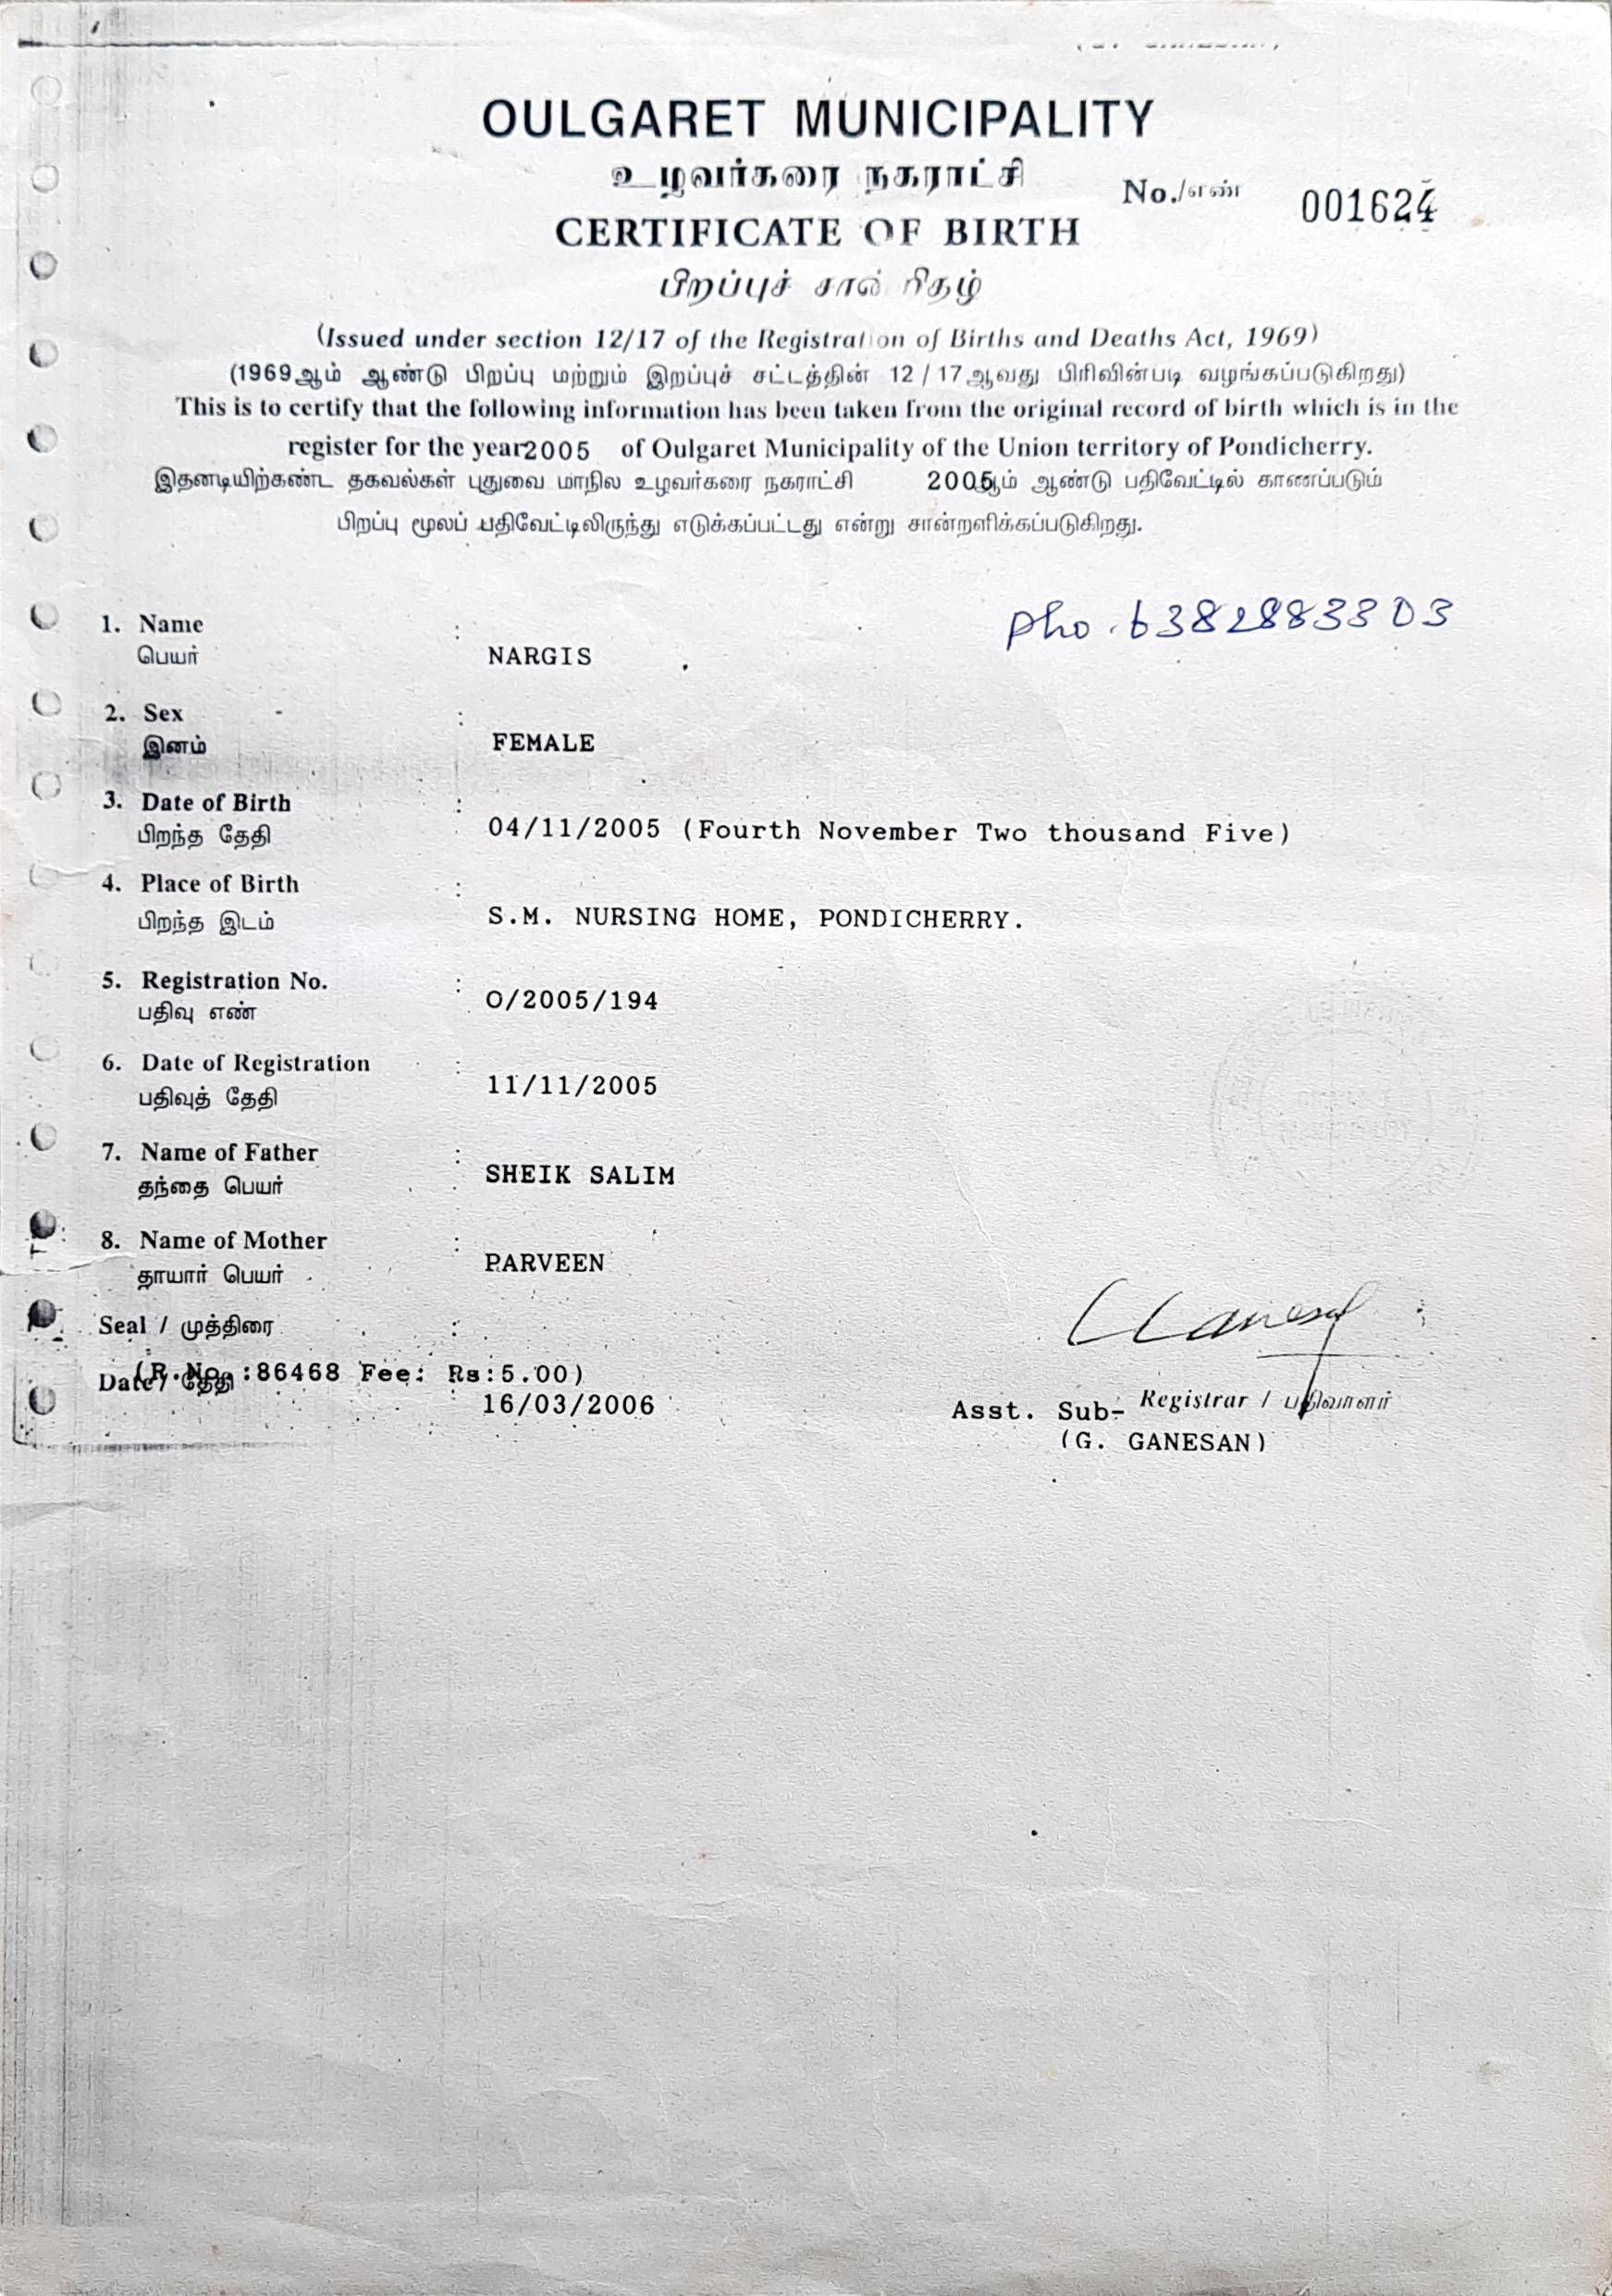 OULGARET MUNICIPALITY
உழவர்கரை நகராட்சி
No./எண் 001624
CERTIFICATE OF BIRTH
பிறப்புச் சான்றிதழ்
(Issued under section 12/17 of the Registration of Births and Deaths Act, 1969)
(1969ஆம் ஆண்டு பிறப்பு மற்றும் இறப்புச் சட்டத்தின் 12 / 17ஆவது பிரிவின்படி வழங்கப்படுகிறது)
This is to certify that the following information has been taken from the original record of birth which is in the
register for the year2005 of Oulgaret Municipality of the Union territory of Pondicherry.
இதனடியிற்கண்ட தகவல்கள் புதுவை மாநில உழவர்கரை நகராட்சி 2005ஆம் ஆண்டு பதிவேட்டில் காணப்படும்
பிறப்பு மூலப் பதிவேட்டிலிருந்து எடுக்கப்பட்டது என்று சான்றளிக்கப்படுகிறது.
Pho. 6382883303
1. Name :
பெயர் NARGIS
2. Sex :
இனம் FEMALE
3. Date of Birth :
பிறந்த தேதி 04/11/2005 (Fourth November Two thousand Five)
4. Place of Birth :
பிறந்த இடம் S.M. NURSING HOME, PONDICHERRY.
5. Registration No. :
பதிவு எண் O/2005/194
6. Date of Registration :
பதிவுத் தேதி 11/11/2005
7. Name of Father :
தந்தை பெயர் SHEIK SALIM
8. Name of Mother :
தாயார் பெயர் PARVEEN
Seal / முத்திரை :
(R.No.:86468 Fee: Rs:5.00)
Date / தேதி : 16/03/2006
Asst. Sub- Registrar / பதிவாளர்
(G. GANESAN)